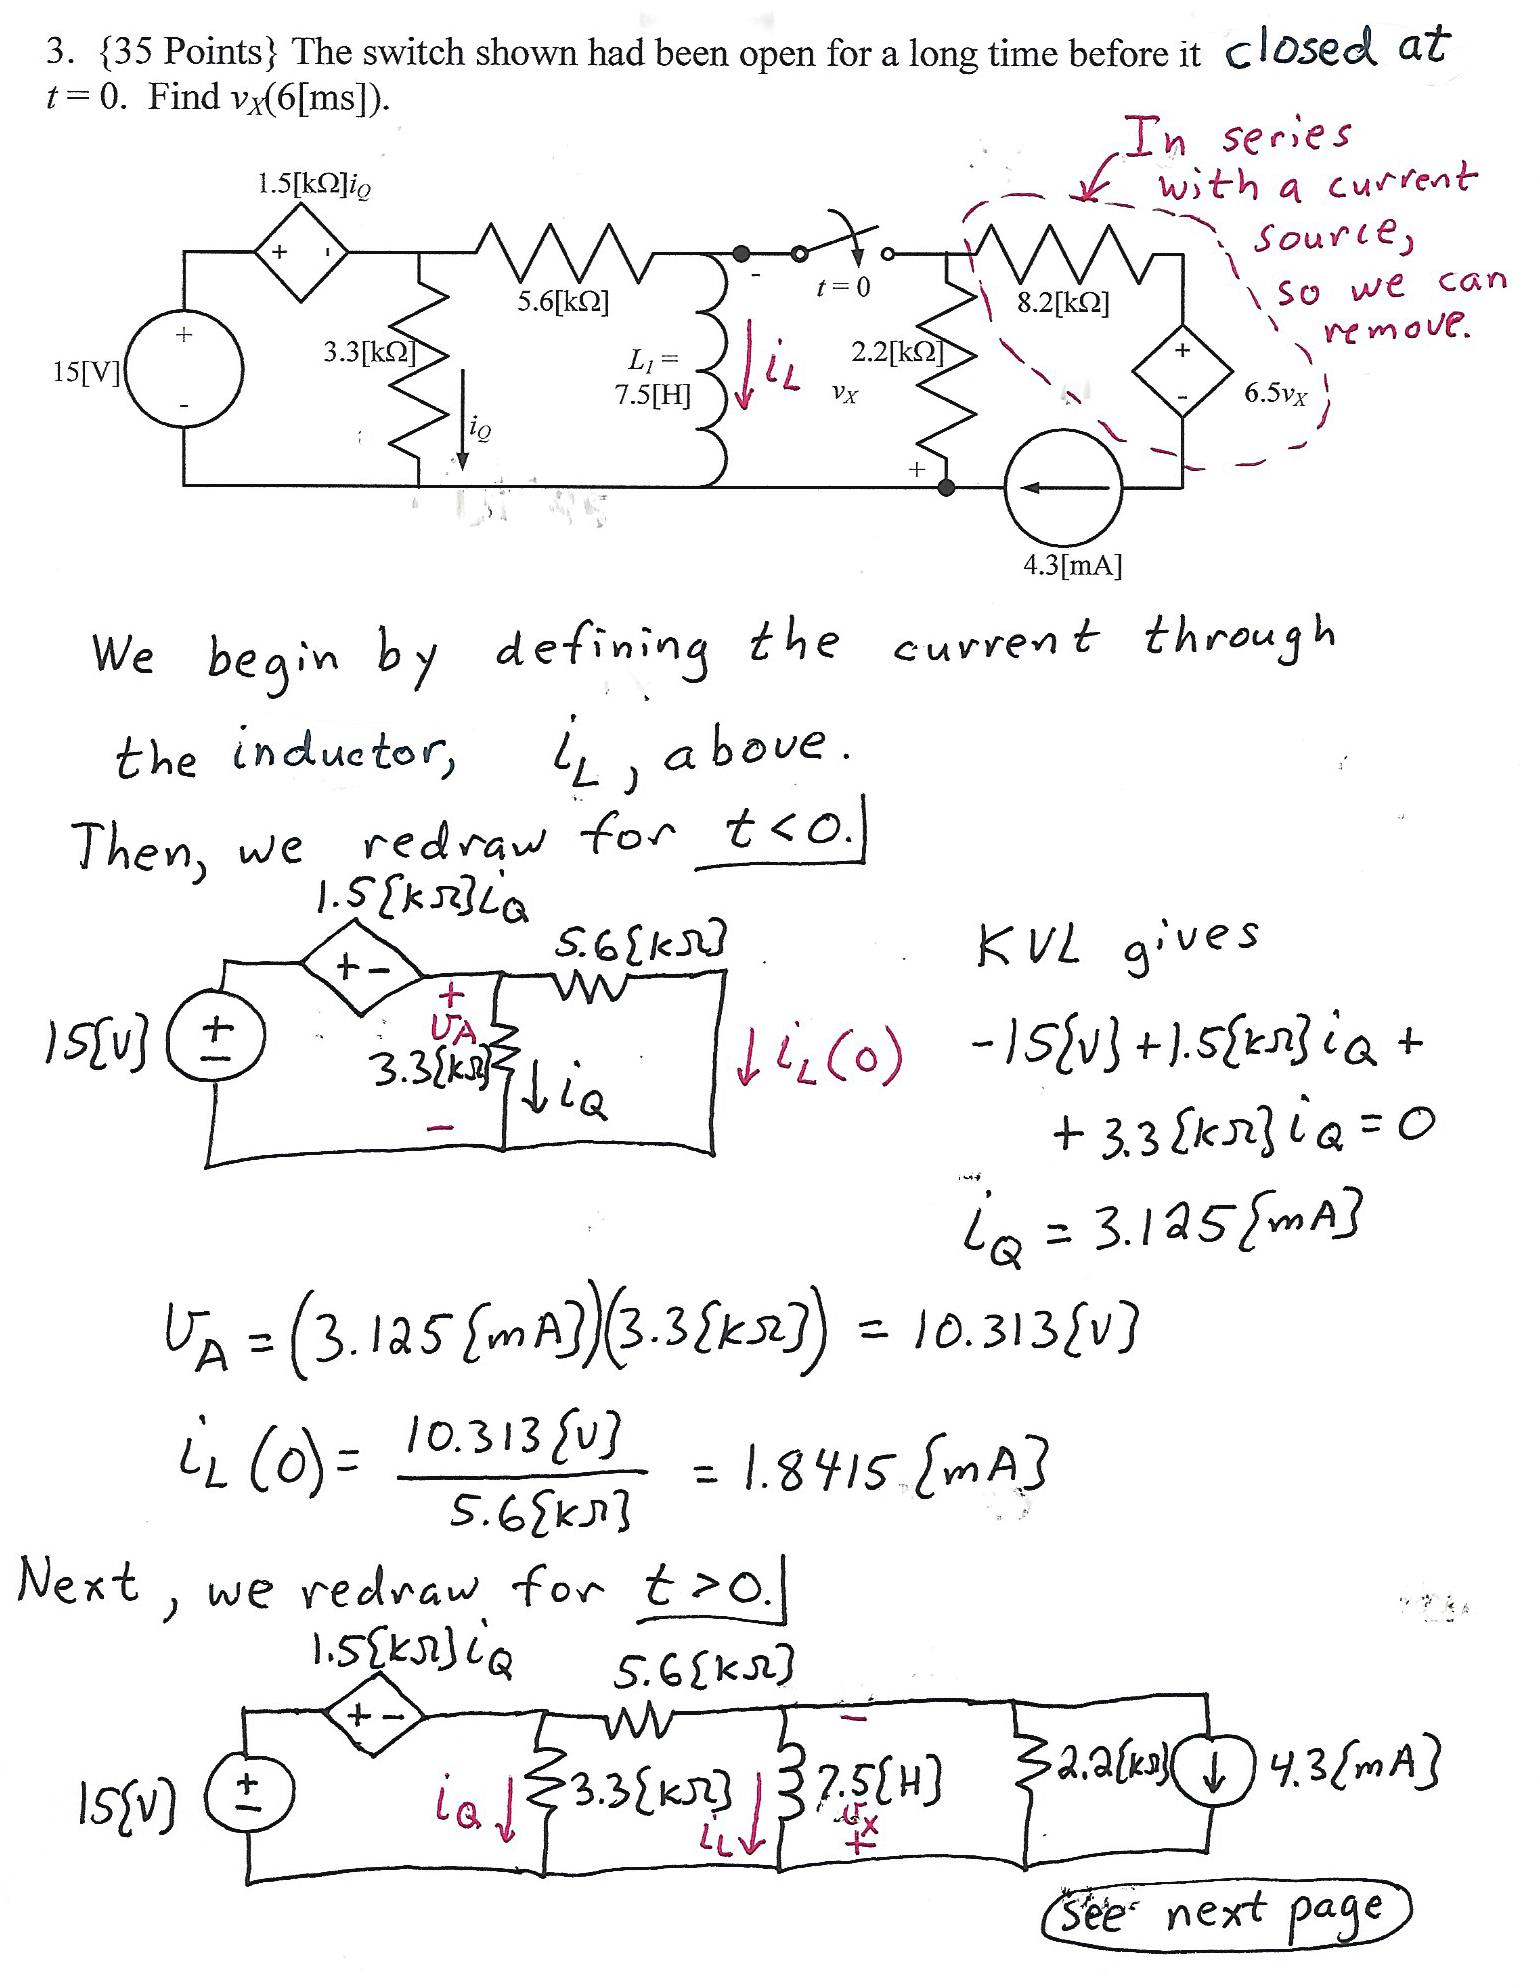 3. {35 Points} The switch shown had been open for a long time before it closed at
t = 0. Find vX(6[ms]).
In series
with a current
source,
so we can
remove.
1.5[kΩ]iQ
+ -
5.6[kΩ]
-
t = 0
8.2[kΩ]
15[V]
+
-
3.3[kΩ]
iQ
L1 =
7.5[H]
iL
2.2[kΩ]
vX
+
+
-
6.5vX
4.3[mA]
We begin by defining the current through
the inductor, iL, above.
Then, we redraw for t<0.
1.5[kΩ]iQ
5.6[kΩ]
+ -
15[V]
+
-
+
vA
-
3.3[kΩ]
iQ
iL(0)
KVL gives
-15[V]+1.5[kΩ]iQ +
+ 3.3[kΩ]iQ = 0
iQ = 3.125[mA]
vA = (3.125[mA])(3.3[kΩ]) = 10.313[V]
iL(0) = 10.313[V] / 5.6[kΩ] = 1.8415[mA]
Next, we redraw for t>0.
1.5[kΩ]iQ
5.6[kΩ]
+ -
15[V]
+
-
iQ
3.3[kΩ]
iL
7.5[H]
-
vX
+
2.2[kΩ]
4.3[mA]
See next page